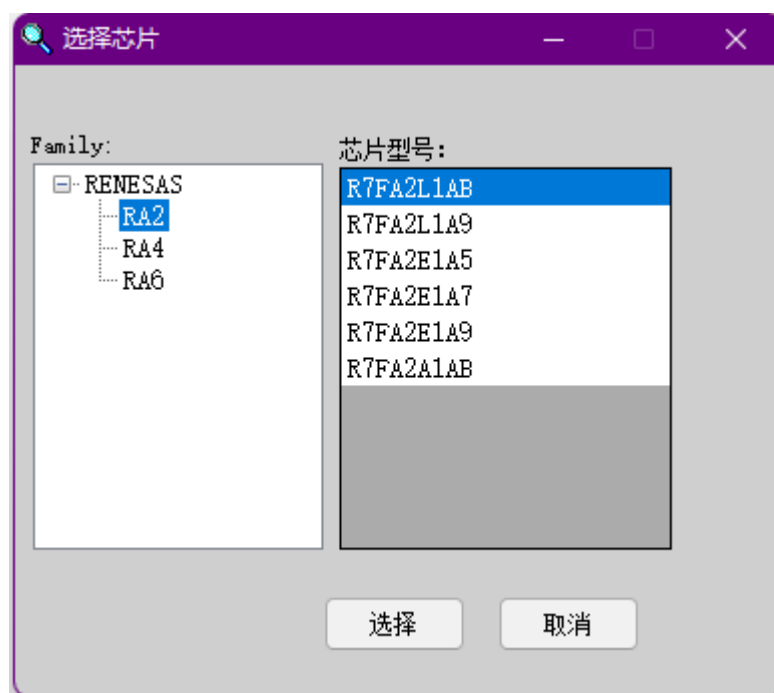 选择芯片
Family:
RENESAS
RA2
RA4
RA6
芯片型号：
R7FA2L1AB
R7FA2L1A9
R7FA2E1A5
R7FA2E1A7
R7FA2E1A9
R7FA2A1AB
选择
取消